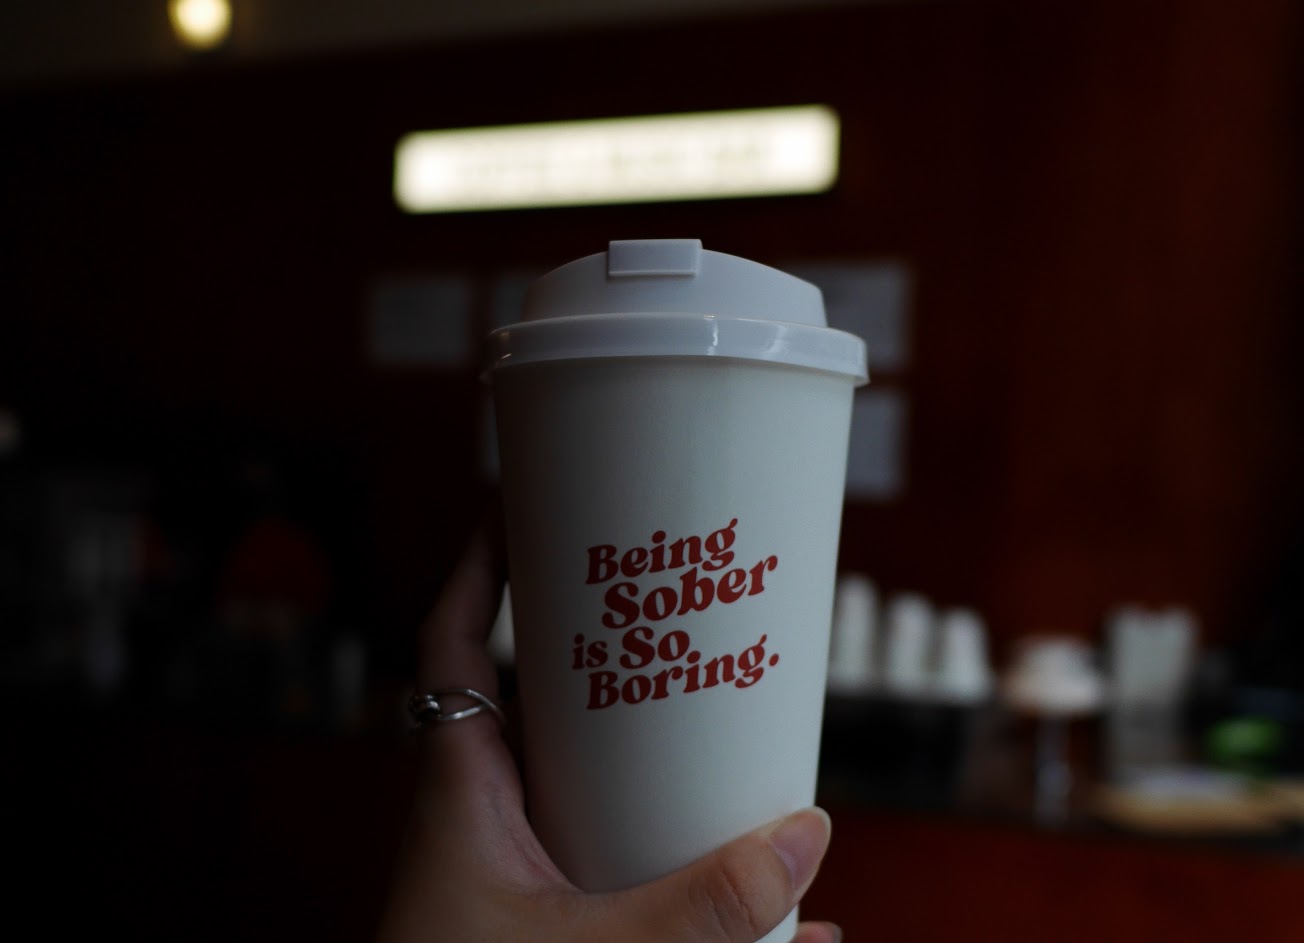 Being
Sober
is So
Boring.